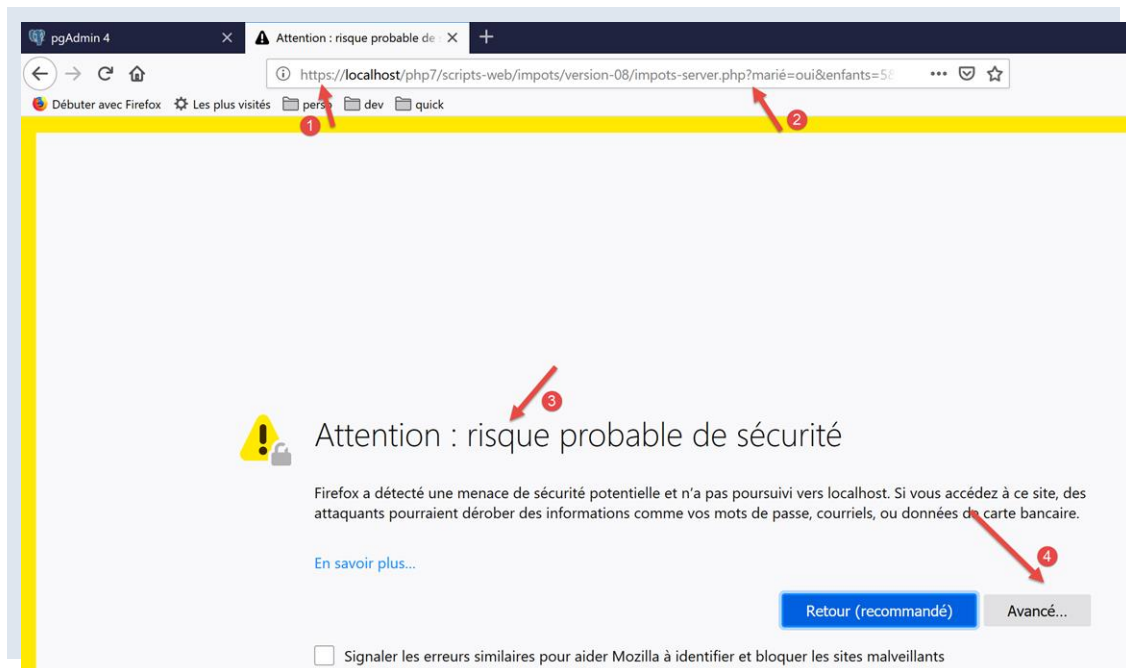 pgAdmin 4
Attention : risque probable de
https://localhost/php7/scripts-web/impots/version-08/impots-server.php?marié=oui&enfants=5
Débuter avec Firefox Les plus visités perso dev quick
1
2
3
Attention : risque probable de sécurité
Firefox a détecté une menace de sécurité potentielle et n'a pas poursuivi vers localhost. Si vous accédez à ce site, des
attaquants pourraient dérober des informations comme vos mots de passe, courriels, ou données de carte bancaire.
En savoir plus...
4
Retour (recommandé) Avancé...
Signaler les erreurs similaires pour aider Mozilla à identifier et bloquer les sites malveillants